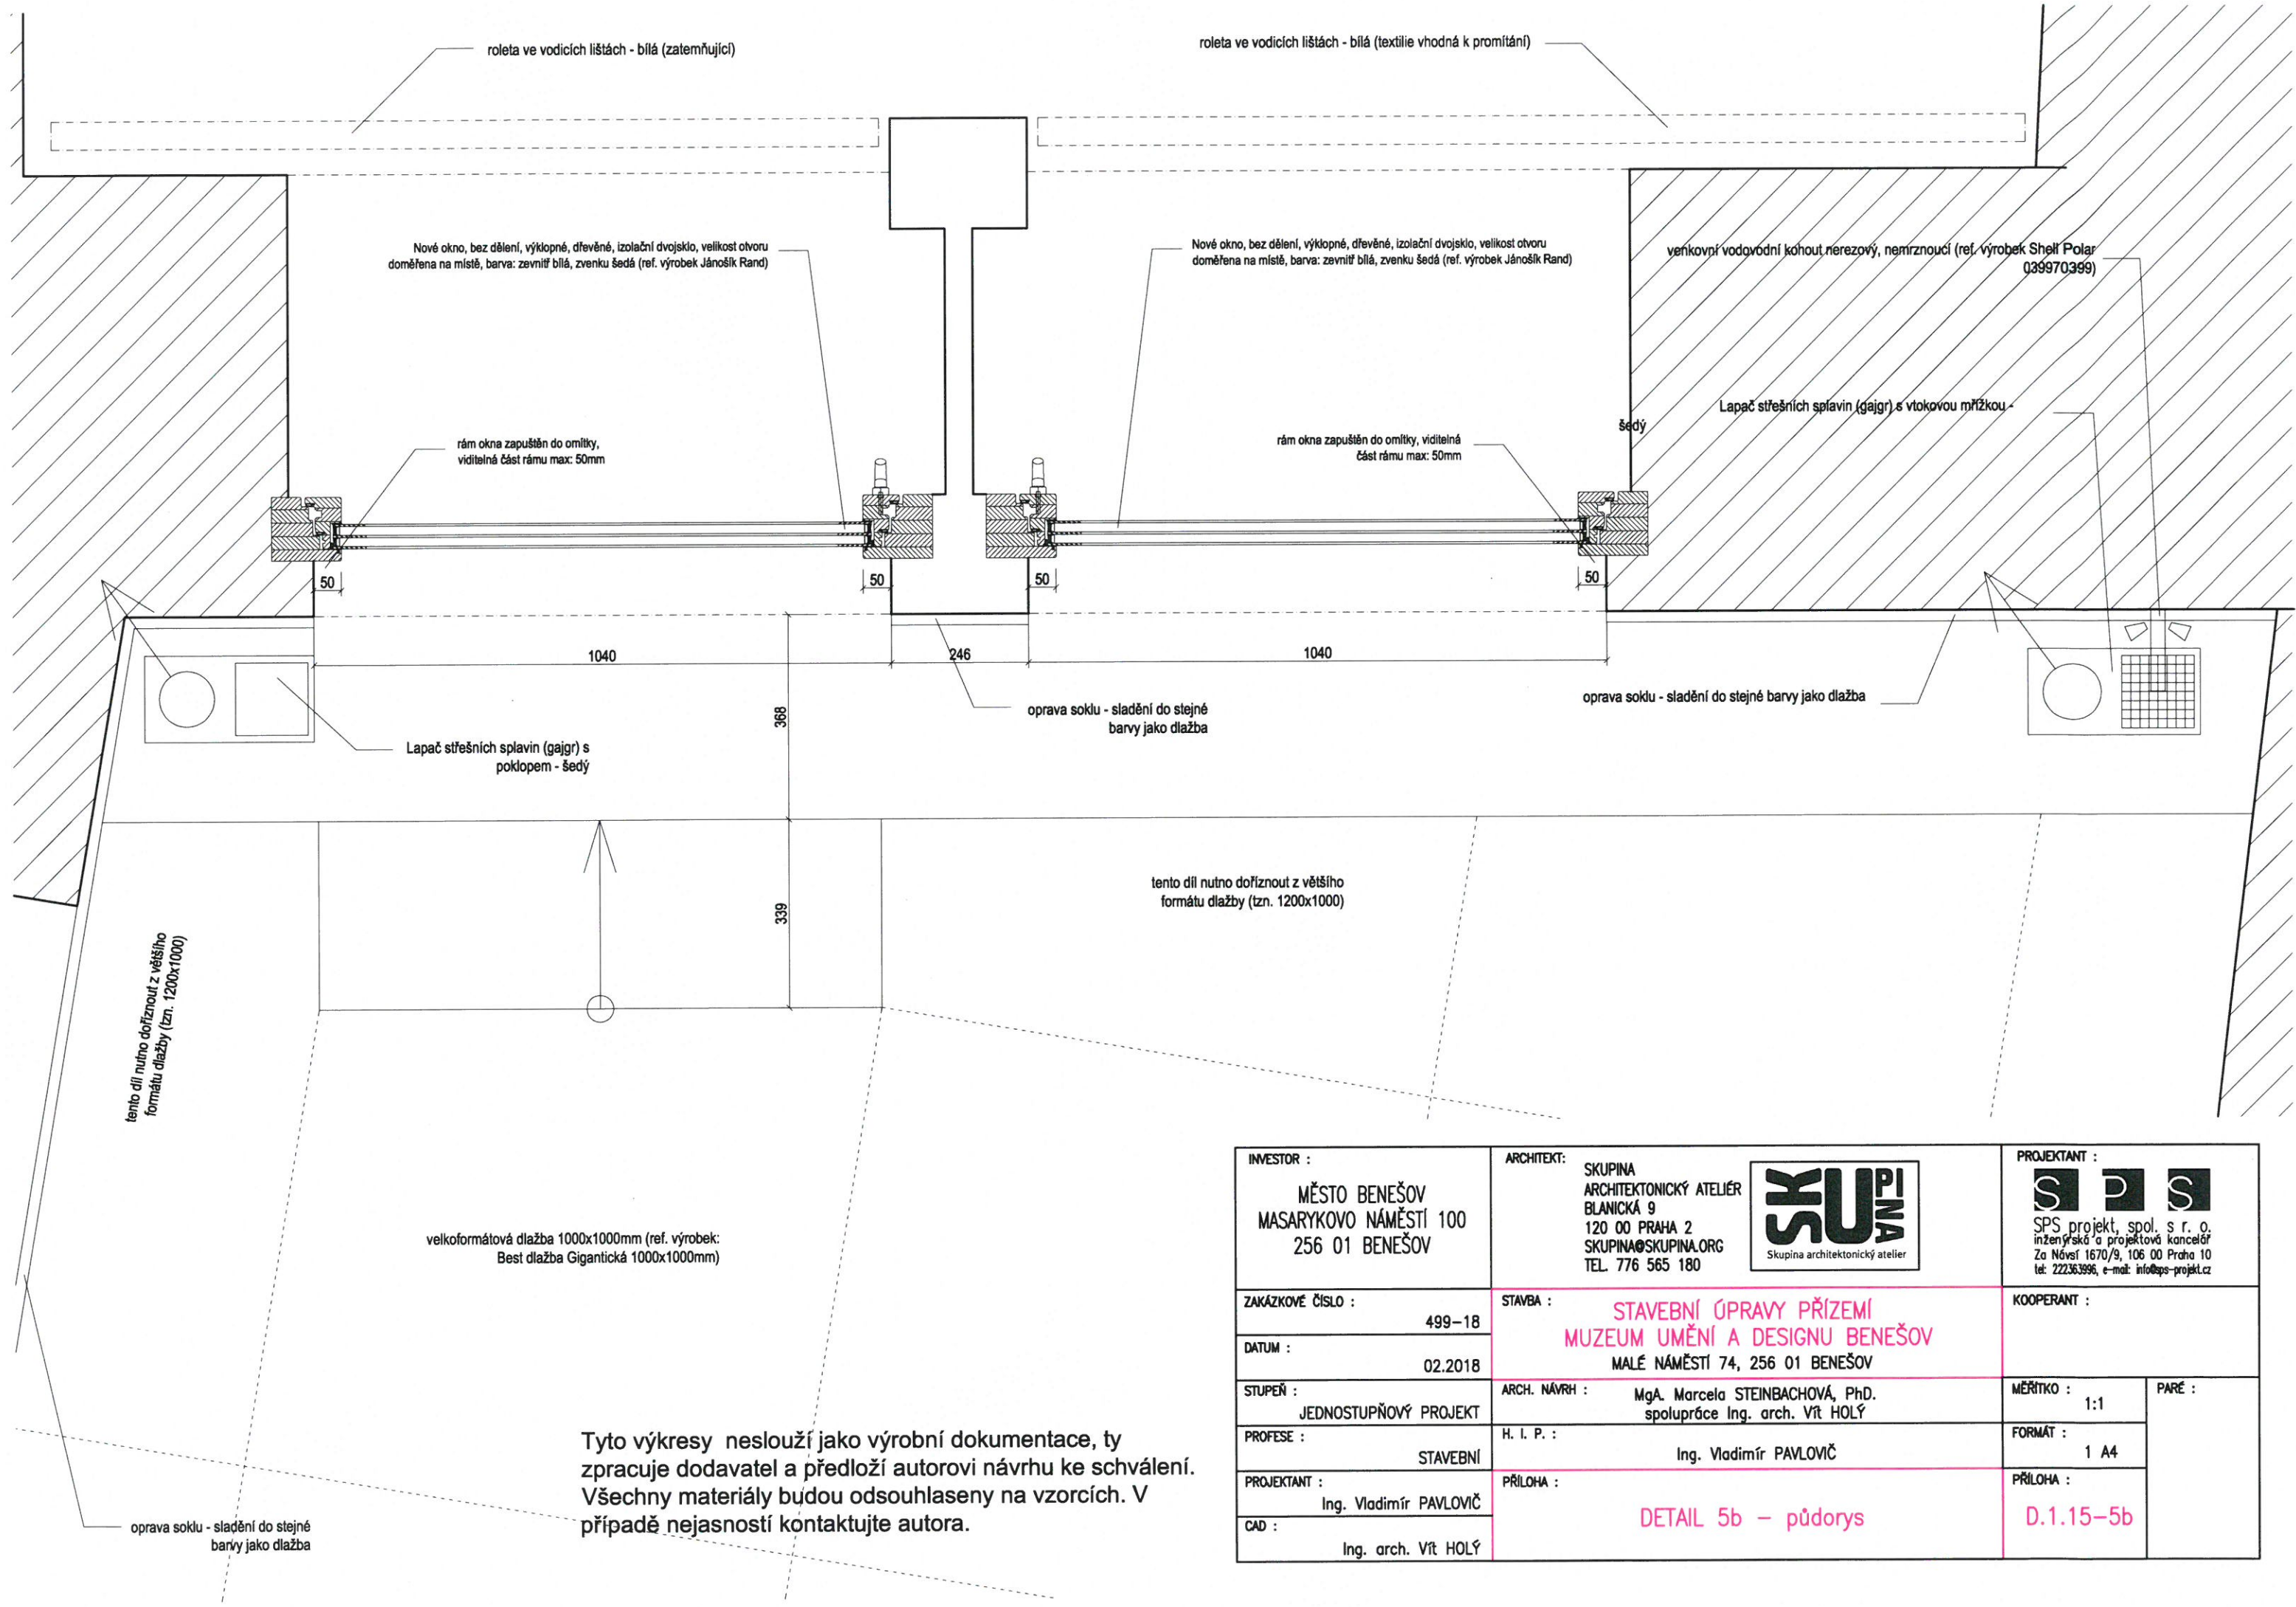 roleta ve vodicích lištách - bílá (zatemňující)
roleta ve vodicích lištách - bílá (textilie vhodná k promítání)
Nové okno, bez dělení, výklopné, dřevěné, izolační dvojsklo, velikost otvoru
doměřena na místě, barva: zevnitř bílá, zvenku šedá (ref. výrobek Jánošík Rand)
Nové okno, bez dělení, výklopné, dřevěné, izolační dvojsklo, velikost otvoru
doměřena na místě, barva: zevnitř bílá, zvenku šedá (ref. výrobek Jánošík Rand)
venkovní vodovodní kohout nerezový, nemrznoucí (ref. výrobek Shell Polar
039970399)
Lapač střešních splavin (gajgr) s vtokovou mřížkou -
šedý
rám okna zapuštěn do omítky,
viditelná část rámu max: 50mm
rám okna zapuštěn do omítky, viditelná
část rámu max: 50mm
50
50
50
50
1040
246
1040
368
339
oprava soklu - sladění do stejné
barvy jako dlažba
oprava soklu - sladění do stejné barvy jako dlažba
Lapač střešních splavin (gajgr) s
poklopem - šedý
tento díl nutno doříznout z většího
formátu dlažby (tzn. 1200x1000)
tento díl nutno doříznout z většího
formátu dlažby (tzn. 1200x1000)
velkoformátová dlažba 1000x1000mm (ref. výrobek:
Best dlažba Gigantická 1000x1000mm)
oprava soklu - sladění do stejné
barvy jako dlažba
Tyto výkresy neslouží jako výrobní dokumentace, ty
zpracuje dodavatel a předloží autorovi návrhu ke schválení.
Všechny materiály budou odsouhlaseny na vzorcích. V
případě nejasností kontaktujte autora.
INVESTOR :
MĚSTO BENEŠOV
MASARYKOVO NÁMĚSTÍ 100
256 01 BENEŠOV
ARCHITEKT:
SKUPINA
ARCHITEKTONICKÝ ATELIÉR
BLANICKÁ 9
120 00 PRAHA 2
SKUPINA@SKUPINA.ORG
TEL. 776 565 180
SKUPINA
Skupina architektonický atelier
PROJEKTANT :
SPS
SPS projekt, spol. s r. o.
inženýrská a projektová kancelář
Za Návsí 1670/9, 106 00 Praha 10
tel: 222363996, e-mail: info@sps-projekt.cz
ZAKÁZKOVÉ ČÍSLO :
499-18
DATUM :
02.2018
STAVBA :
STAVEBNÍ ÚPRAVY PŘÍZEMÍ
MUZEUM UMĚNÍ A DESIGNU BENEŠOV
MALÉ NÁMĚSTÍ 74, 256 01 BENEŠOV
KOOPERANT :
STUPEŇ :
JEDNOSTUPŇOVÝ PROJEKT
ARCH. NÁVRH :
MgA. Marcela STEINBACHOVÁ, PhD.
spolupráce Ing. arch. Vít HOLÝ
MĚŘÍTKO :
1:1
PARÉ :
PROFESE :
STAVEBNÍ
H. I. P. :
Ing. Vladimír PAVLOVIČ
FORMÁT :
1 A4
PROJEKTANT :
Ing. Vladimír PAVLOVIČ
CAD :
Ing. arch. Vít HOLÝ
PŘÍLOHA :
DETAIL 5b - půdorys
PŘÍLOHA :
D.1.15-5b